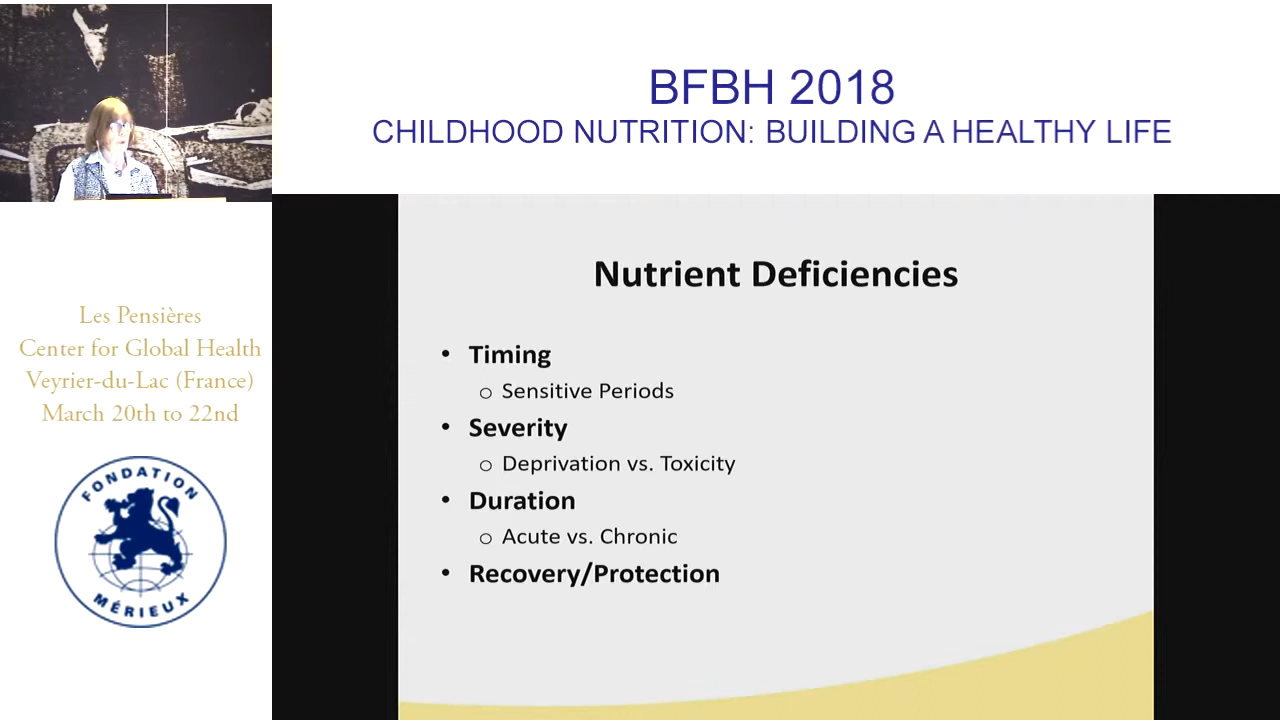 BFBH 2018
CHILDHOOD NUTRITION: BUILDING A HEALTHY LIFE
Les Pensières
Center for Global Health
Veyrier-du-Lac (France)
March 20th to 22nd
FONDATION
MÉRIEUX
Nutrient Deficiencies
• Timing
o Sensitive Periods
• Severity
o Deprivation vs. Toxicity
• Duration
o Acute vs. Chronic
• Recovery/Protection